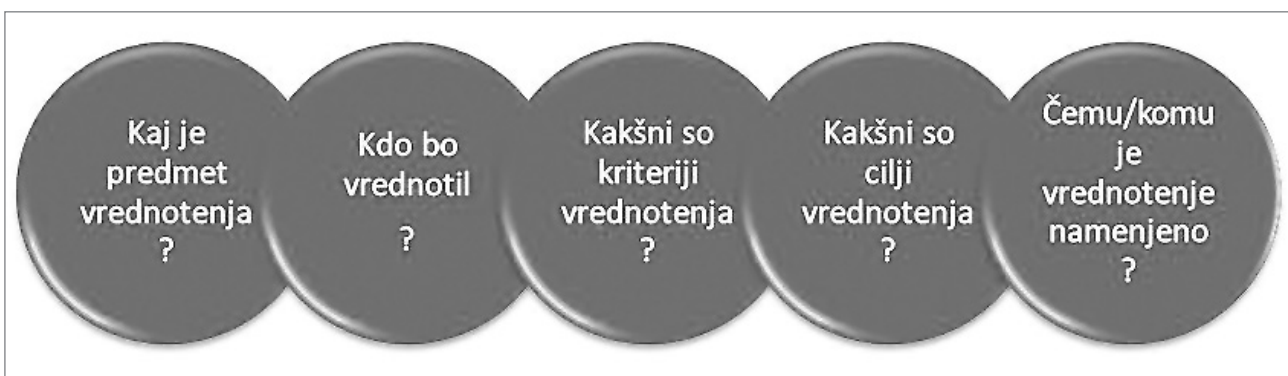 Kaj je
predmet
vrednotenja
?
Kdo bo
vrednotil
?
Kakšni so
kriteriji
vrednotenja
?
Kakšni so
cilji
vrednotenja
?
Čemu/komu
je
vrednotenje
namenjeno
?